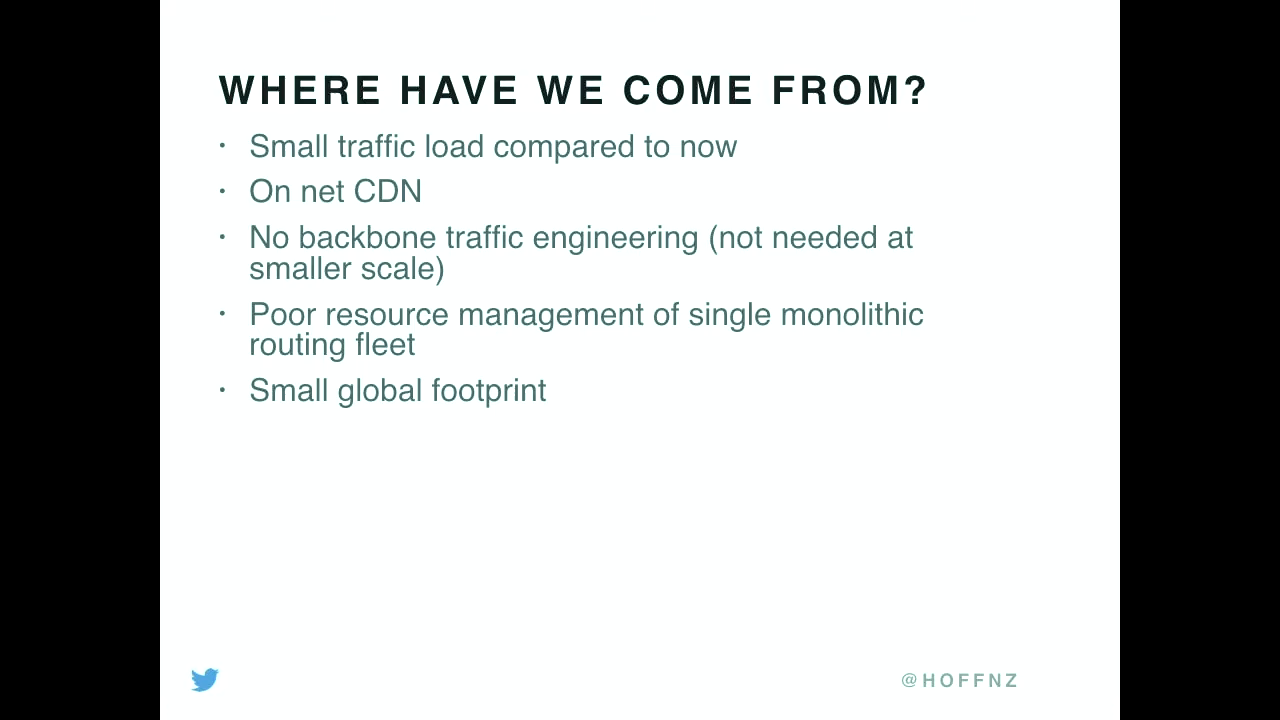 WHERE HAVE WE COME FROM?
• Small traffic load compared to now
• On net CDN
• No backbone traffic engineering (not needed at
smaller scale)
• Poor resource management of single monolithic
routing fleet
• Small global footprint
@HOFFNZ